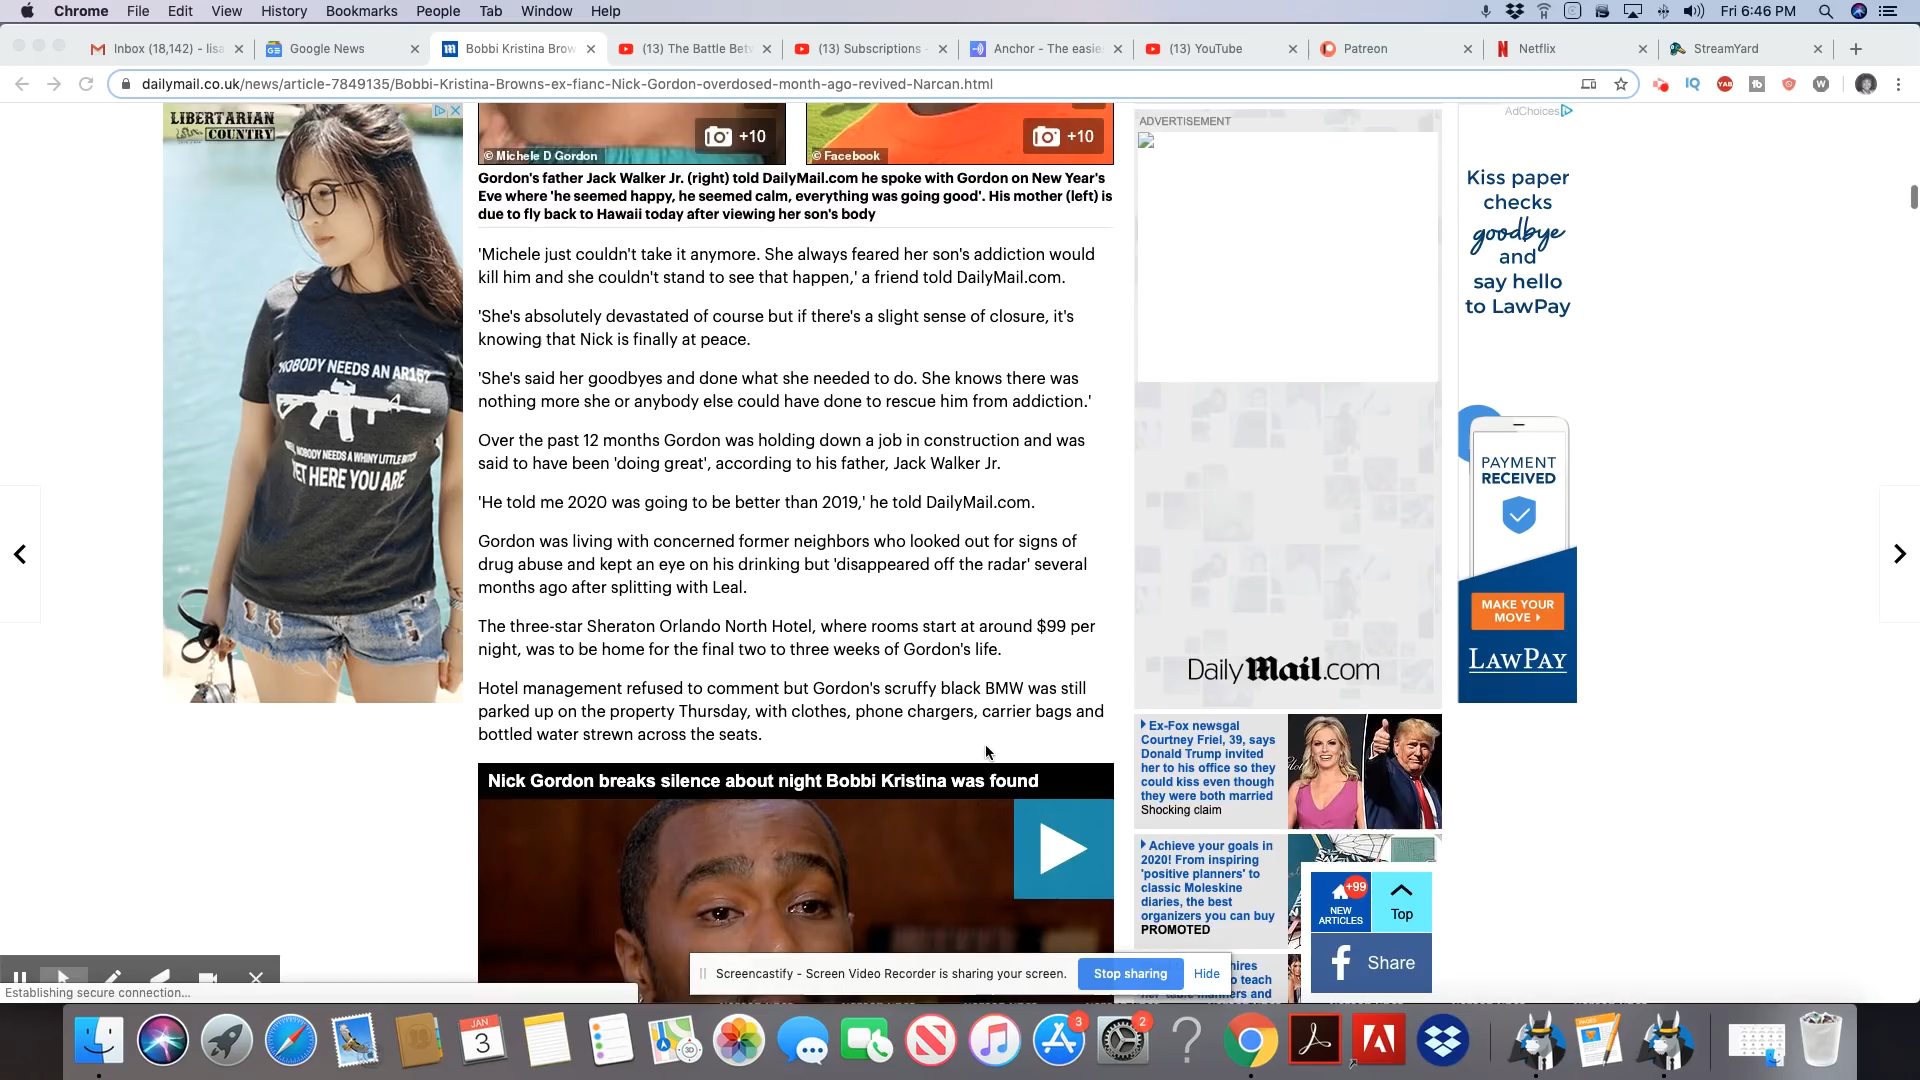 Chrome File Edit View History Bookmarks People Tab Window Help
Fri 6:46 PM
Inbox (18,142) - lisa
Google News
Bobbi Kristina Brow
(13) The Battle Bet
(13) Subscriptions -
Anchor - The easie
(13) YouTube
Patreon
Netflix
StreamYard
dailymail.co.uk/news/article-7849135/Bobbi-Kristina-Browns-ex-fianc-Nick-Gordon-overdosed-month-ago-revived-Narcan.html
LIBERTARIAN
COUNTRY
"NOBODY NEEDS AN AR15?"
WELL, NOBODY NEEDS A WHINY LITTLE BITCH
YET HERE YOU ARE
+10
© Michele D Gordon
+10
© Facebook
Gordon's father Jack Walker Jr. (right) told DailyMail.com he spoke with Gordon on New Year's
Eve where 'he seemed happy, he seemed calm, everything was going good'. His mother (left) is
due to fly back to Hawaii today after viewing her son's body
'Michele just couldn't take it anymore. She always feared her son's addiction would
kill him and she couldn't stand to see that happen,' a friend told DailyMail.com.
'She's absolutely devastated of course but if there's a slight sense of closure, it's
knowing that Nick is finally at peace.
'She's said her goodbyes and done what she needed to do. She knows there was
nothing more she or anybody else could have done to rescue him from addiction.'
Over the past 12 months Gordon was holding down a job in construction and was
said to have been 'doing great', according to his father, Jack Walker Jr.
'He told me 2020 was going to be better than 2019,' he told DailyMail.com.
Gordon was living with concerned former neighbors who looked out for signs of
drug abuse and kept an eye on his drinking but 'disappeared off the radar' several
months ago after splitting with Leal.
The three-star Sheraton Orlando North Hotel, where rooms start at around $99 per
night, was to be home for the final two to three weeks of Gordon's life.
Hotel management refused to comment but Gordon's scruffy black BMW was still
parked up on the property Thursday, with clothes, phone chargers, carrier bags and
bottled water strewn across the seats.
Nick Gordon breaks silence about night Bobbi Kristina was found
ADVERTISEMENT
Daily Mail.com
Ex-Fox newsgal
Courtney Friel, 39, says
Donald Trump invited
her to his office so they
could kiss even though
they were both married
Shocking claim
Achieve your goals in
2020! From inspiring
'positive planners' to
classic Moleskine
diaries, the best
organizers you can buy
PROMOTED
hires
o teach
her table manners and
AdChoices
Kiss paper
checks
goodbye
and
say hello
to LawPay
PAYMENT
RECEIVED
MAKE YOUR
MOVE
LAWPAY
+99
NEW
ARTICLES
Top
Share
Screencastify - Screen Video Recorder is sharing your screen.
Stop sharing
Hide
Establishing secure connection...
JAN
3
3
2